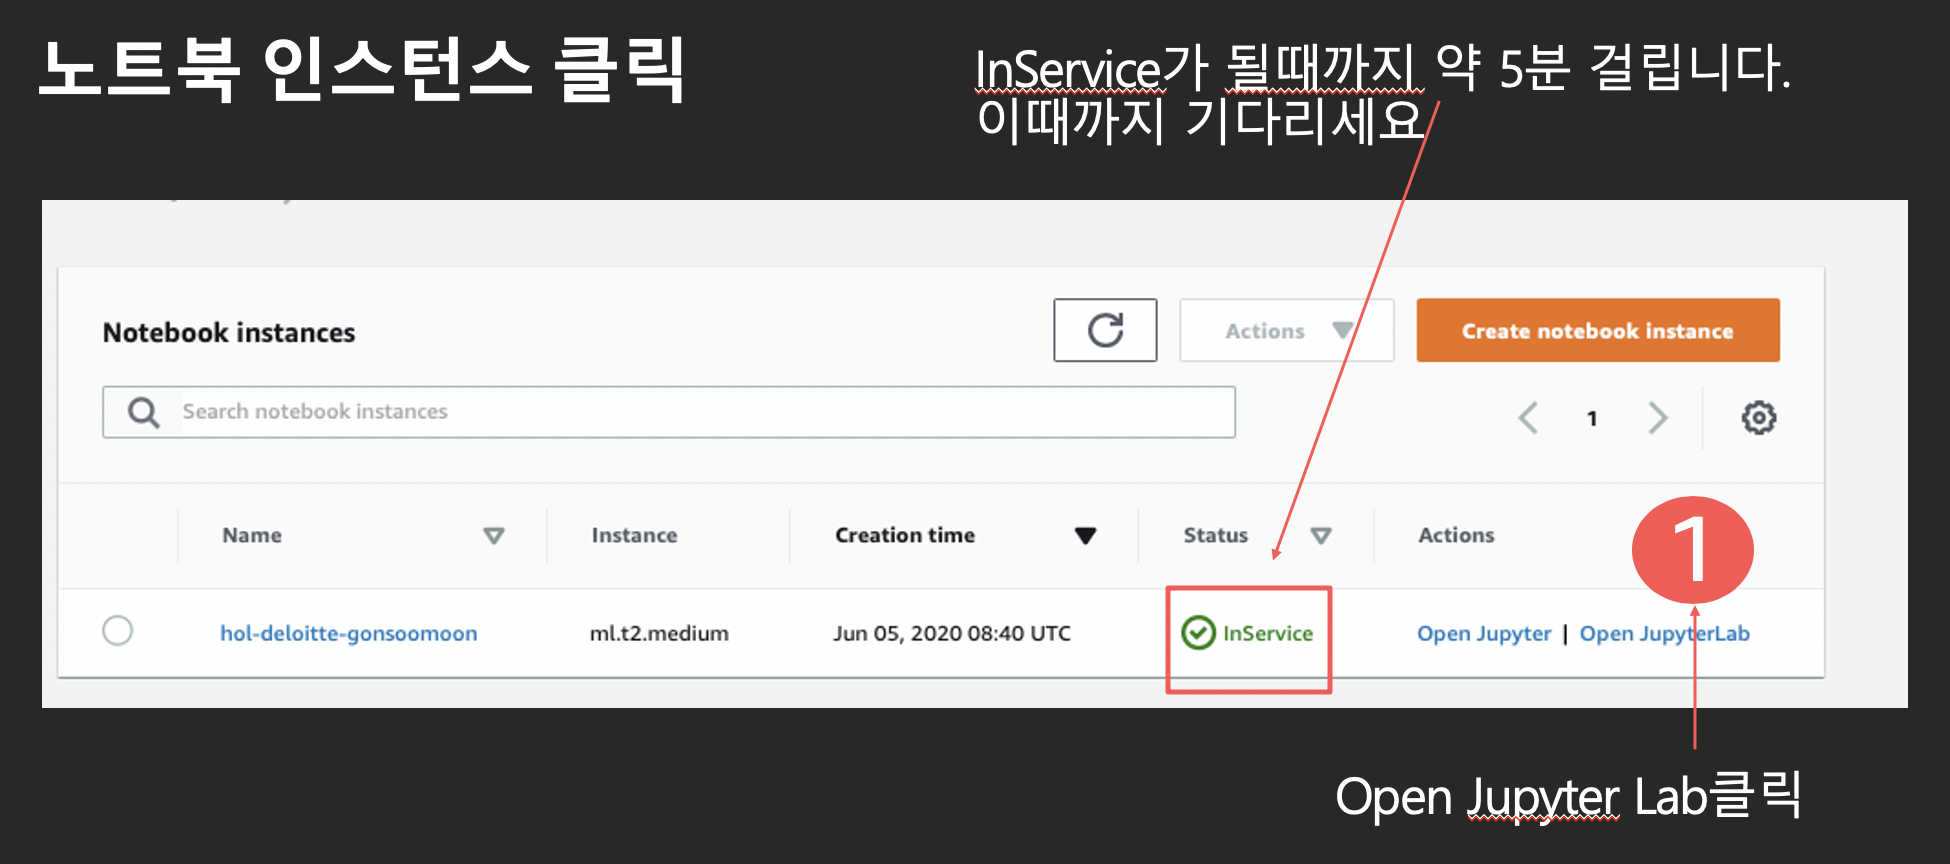 노트북 인스턴스 클릭
InService가 될때까지 약 5분 걸립니다.
이때까지 기다리세요
Notebook instances
Actions
Create notebook instance
Search notebook instances
1
Name
Instance
Creation time
Status
Actions
1
hol-deloitte-gonsoomoon
ml.t2.medium
Jun 05, 2020 08:40 UTC
InService
Open Jupyter | Open JupyterLab
Open Jupyter Lab클릭